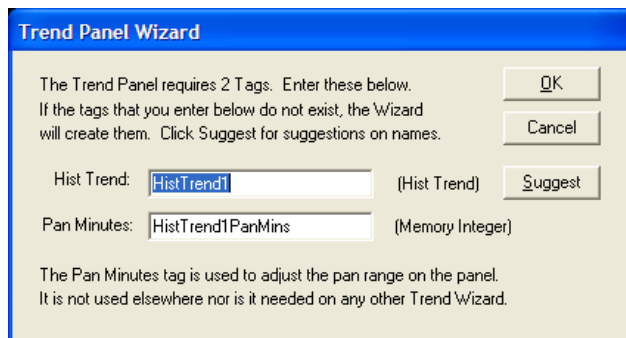 Trend Panel Wizard
The Trend Panel requires 2 Tags. Enter these below.
If the tags that you enter below do not exist, the Wizard
will create them. Click Suggest for suggestions on names.
OK
Cancel
Hist Trend: HistTrend1 (Hist Trend) Suggest
Pan Minutes: HistTrend1PanMins (Memory Integer)
The Pan Minutes tag is used to adjust the pan range on the panel.
It is not used elsewhere nor is it needed on any other Trend Wizard.